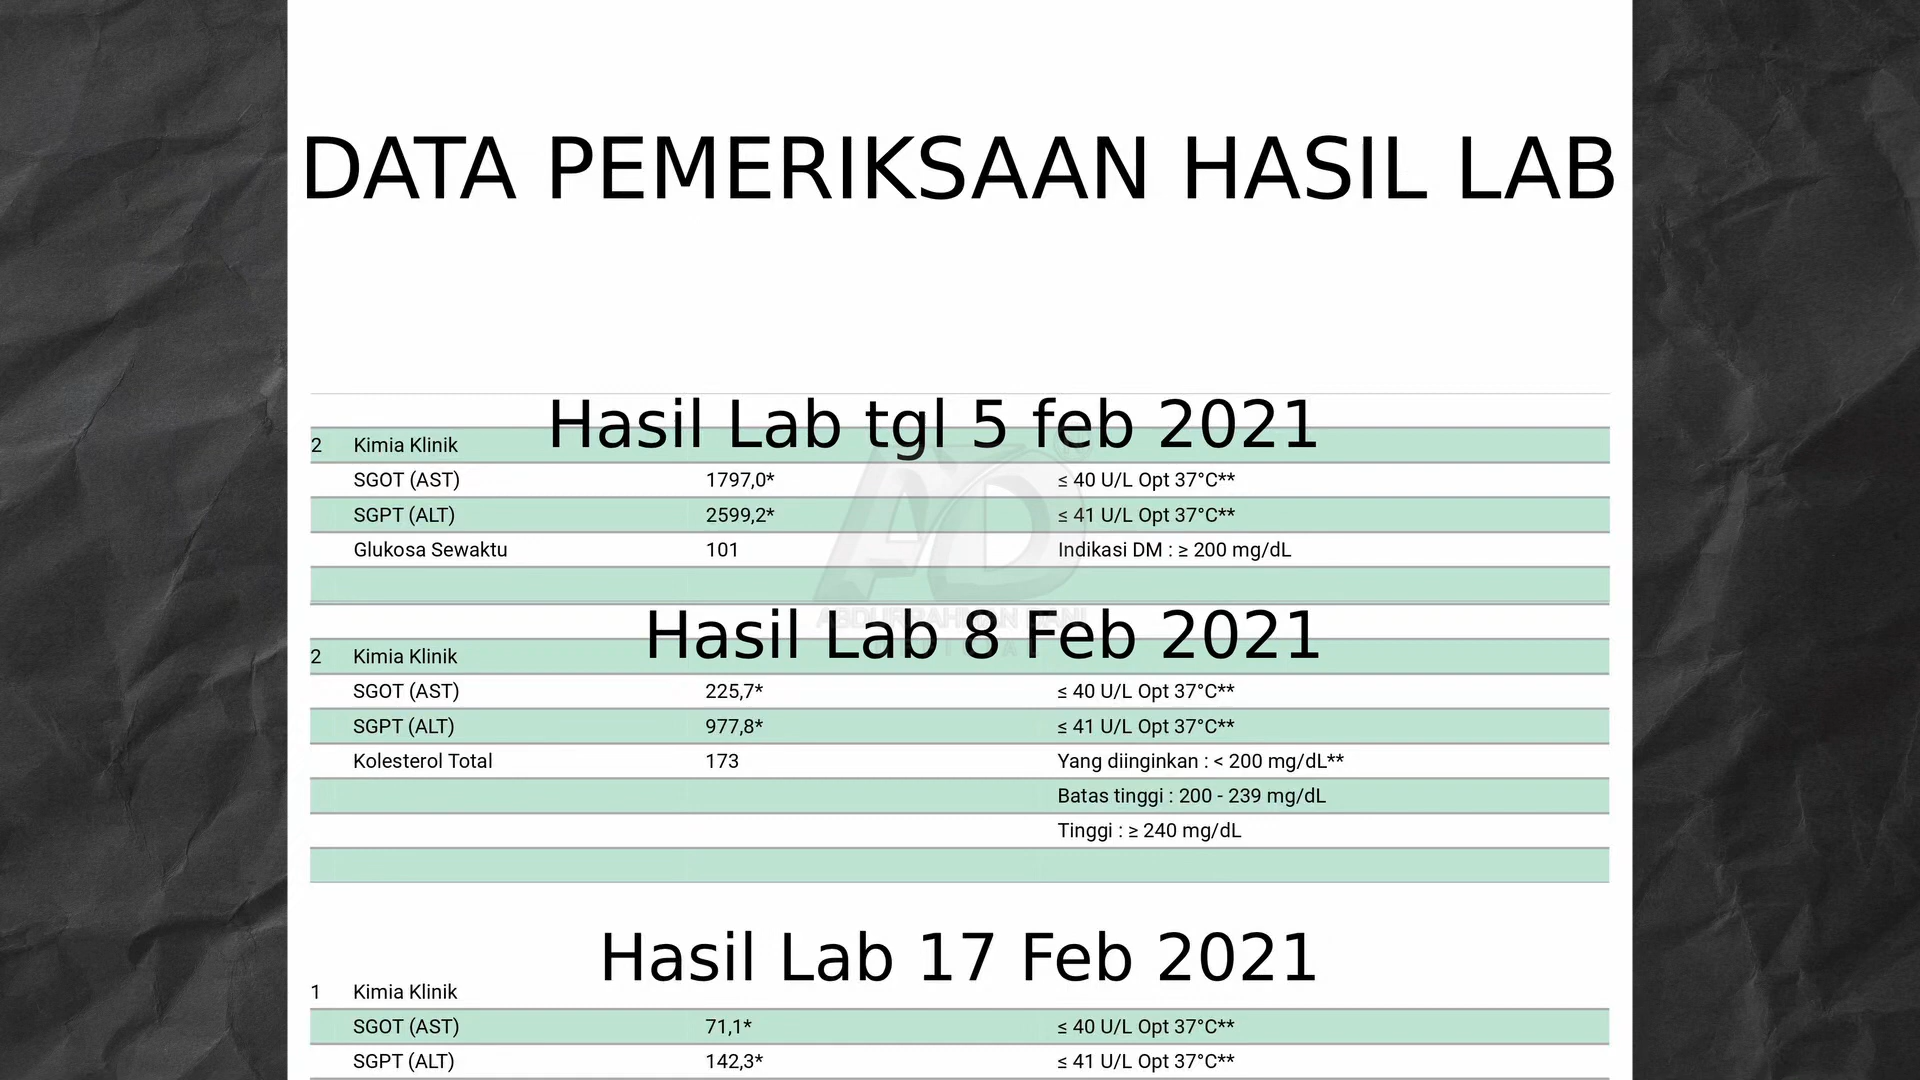 DATA PEMERIKSAAN HASIL LAB
Hasil Lab tgl 5 feb 2021
2 Kimia Klinik
SGOT (AST) 1797,0* ≤ 40 U/L Opt 37°C**
SGPT (ALT) 2599,2* ≤ 41 U/L Opt 37°C**
Glukosa Sewaktu 101 Indikasi DM : ≥ 200 mg/dL
AD
ABDURRAHMAN DANI
Hasil Lab 8 Feb 2021
2 Kimia Klinik
SGOT (AST) 225,7* ≤ 40 U/L Opt 37°C**
SGPT (ALT) 977,8* ≤ 41 U/L Opt 37°C**
Kolesterol Total 173 Yang diinginkan : < 200 mg/dL**
Batas tinggi : 200 - 239 mg/dL
Tinggi : ≥ 240 mg/dL
Hasil Lab 17 Feb 2021
1 Kimia Klinik
SGOT (AST) 71,1* ≤ 40 U/L Opt 37°C**
SGPT (ALT) 142,3* ≤ 41 U/L Opt 37°C**